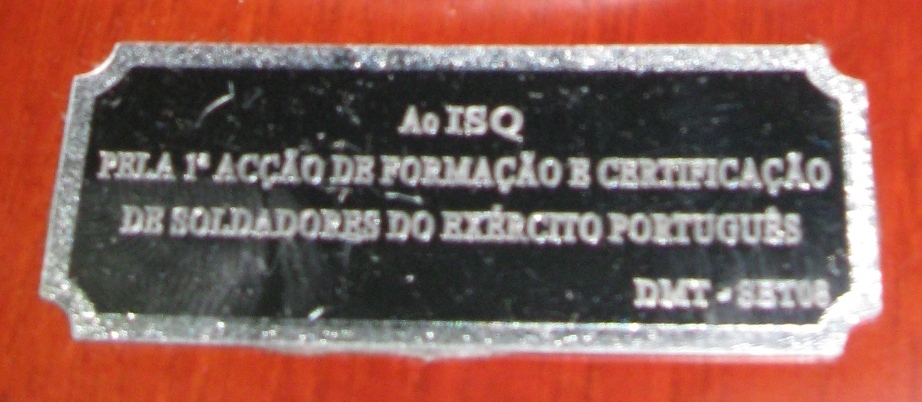 Ao ISQ
PELA 1ª ACÇÃO DE FORMAÇÃO E CERTIFICAÇÃO
DE SOLDADORES DO EXÉRCITO PORTUGUÊS
DMT - SET08